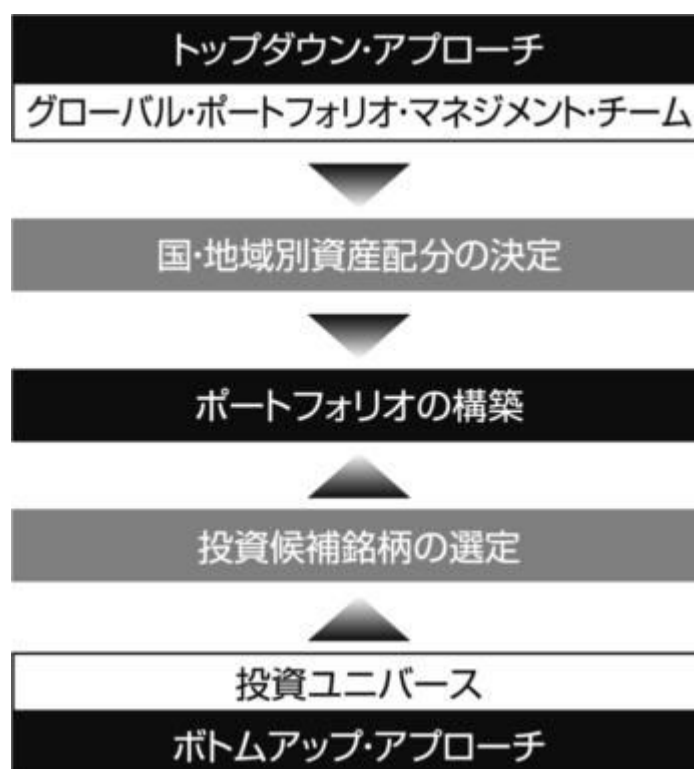 トップダウン・アプローチ
グローバル・ポートフォリオ・マネジメント・チーム
国・地域別資産配分の決定
ポートフォリオの構築
投資候補銘柄の選定
投資ユニバース
ボトムアップ・アプローチ